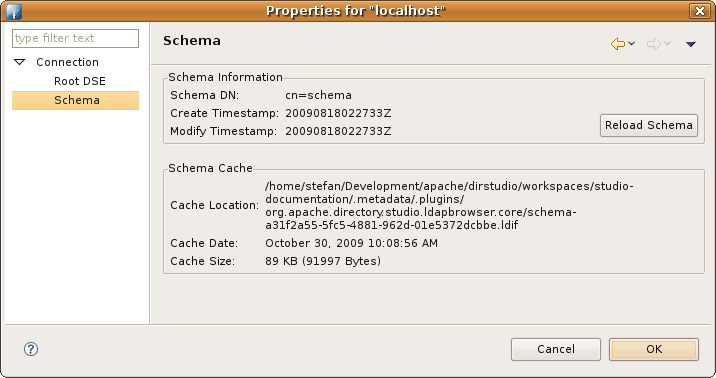 Properties for "localhost"
type filter text
Connection
Root DSE
Schema
Schema
Schema Information
Schema DN: cn=schema
Create Timestamp: 20090818022733Z
Modify Timestamp: 20090818022733Z
Reload Schema
Schema Cache
Cache Location: /home/stefan/Development/apache/dirstudio/workspaces/studio-
documentation/.metadata/.plugins/
org.apache.directory.studio.ldapbrowser.core/schema-
a31f2a55-5fc5-4881-962d-01e5372dcbbe.ldif
Cache Date: October 30, 2009 10:08:56 AM
Cache Size: 89 KB (91997 Bytes)
?
Cancel
OK